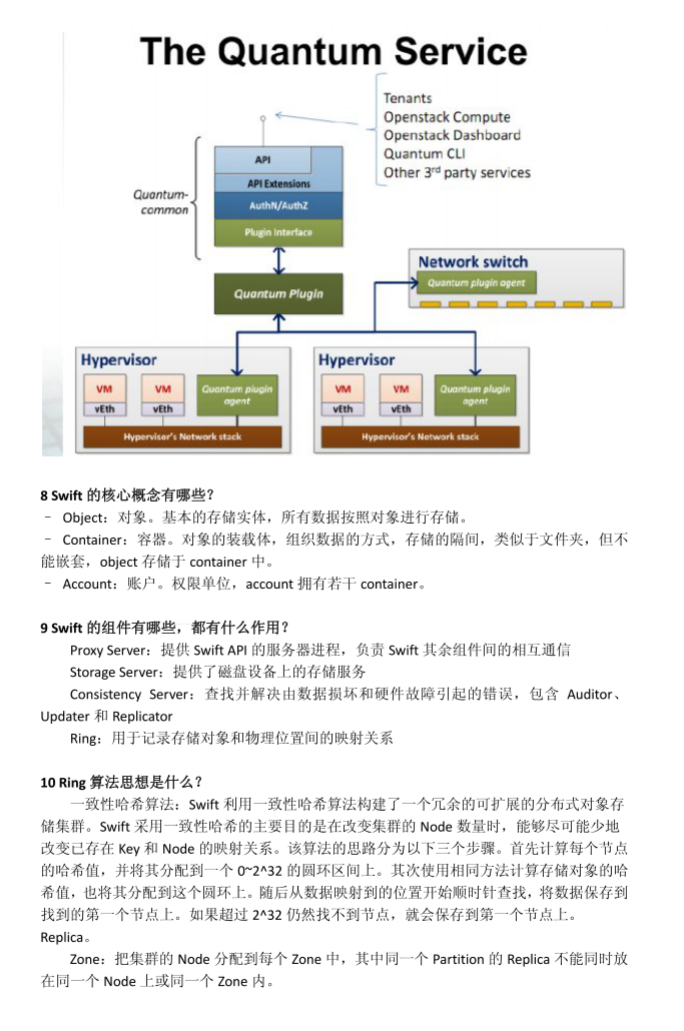 The Quantum Service
Tenants
Openstack Compute
Openstack Dashboard
Quantum CLI
Other 3rd party services
API
API Extensions
AuthN/AuthZ
Plugin Interface
Quantum-
common
Quantum Plugin
Network switch
Quantum plugin agent
Hypervisor
VM
VM
vEth
vEth
Quantum plugin
agent
Hypervisor's Network stack
Hypervisor
VM
VM
vEth
vEth
Quantum plugin
agent
Hypervisor's Network stack
8 Swift 的核心概念有哪些？
－ Object：对象。基本的存储实体，所有数据按照对象进行存储。
－ Container：容器。对象的装载体，组织数据的方式，存储的隔间，类似于文件夹，但不
能嵌套，object 存储于 container 中。
－ Account：账户。权限单位，account 拥有若干 container。
9 Swift 的组件有哪些，都有什么作用？
Proxy Server：提供 Swift API 的服务器进程，负责 Swift 其余组件间的相互通信
Storage Server：提供了磁盘设备上的存储服务
Consistency Server：查找并解决由数据损坏和硬件故障引起的错误，包含 Auditor、
Updater 和 Replicator
Ring：用于记录存储对象和物理位置间的映射关系
10 Ring 算法思想是什么？
一致性哈希算法：Swift 利用一致性哈希算法构建了一个冗余的可扩展的分布式对象存
储集群。Swift 采用一致性哈希的主要目的是在改变集群的 Node 数量时，能够尽可能少地
改变已存在 Key 和 Node 的映射关系。该算法的思路分为以下三个步骤。首先计算每个节点
的哈希值，并将其分配到一个 0~2^32 的圆环区间上。其次使用相同方法计算存储对象的哈
希值，也将其分配到这个圆环上。随后从数据映射到的位置开始顺时针查找，将数据保存到
找到的第一个节点上。如果超过 2^32 仍然找不到节点，就会保存到第一个节点上。
Replica。
Zone：把集群的 Node 分配到每个 Zone 中，其中同一个 Partition 的 Replica 不能同时放
在同一个 Node 上或同一个 Zone 内。